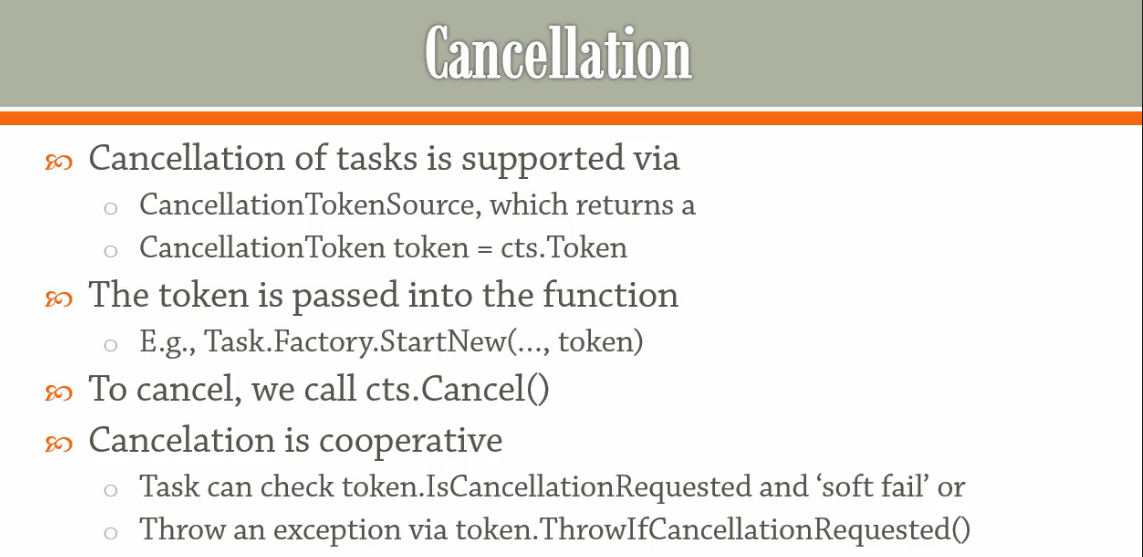 Cancellation
Cancellation of tasks is supported via
CancellationTokenSource, which returns a
CancellationToken token = cts.Token
The token is passed into the function
E.g., Task.Factory.StartNew(..., token)
To cancel, we call cts.Cancel()
Cancelation is cooperative
Task can check token.IsCancellationRequested and ‘soft fail’ or
Throw an exception via token.ThrowIfCancellationRequested()